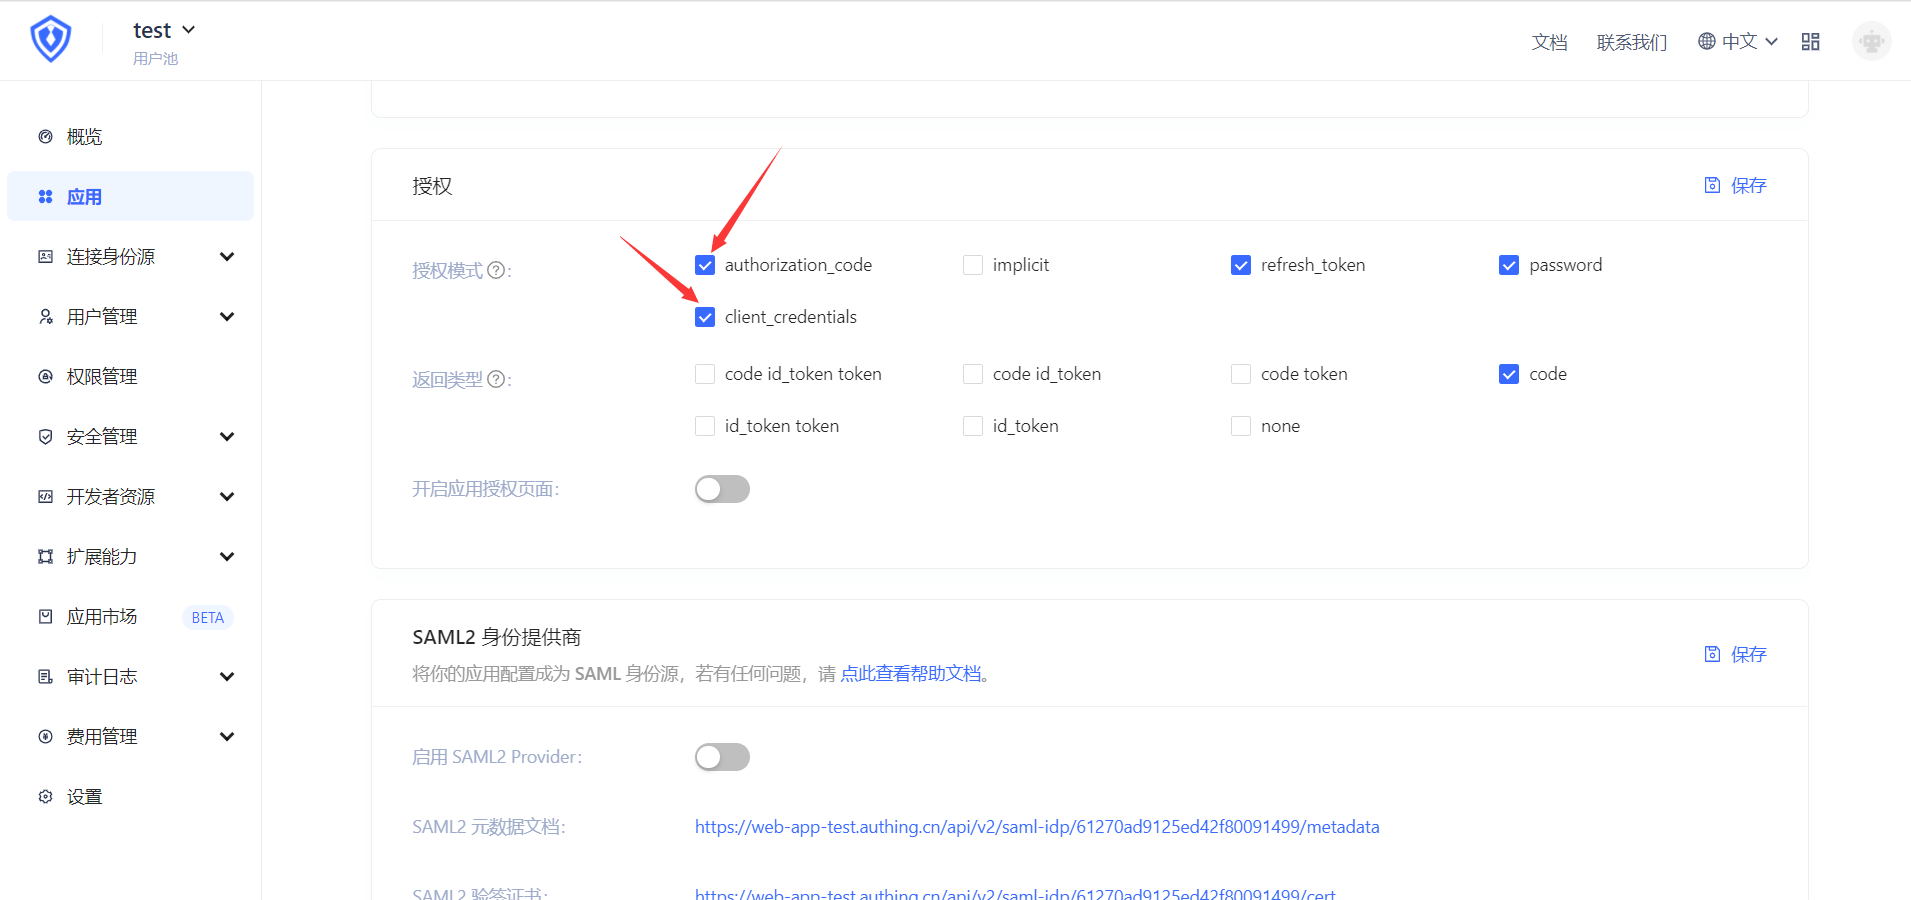 test
用户池
文档
联系我们
中文
概览
应用
连接身份源
用户管理
权限管理
安全管理
开发者资源
扩展能力
应用市场
BETA
审计日志
费用管理
设置
授权
保存
授权模式 ? :
authorization_code
implicit
refresh_token
password
client_credentials
返回类型 ? :
code id_token token
code id_token
code token
code
id_token token
id_token
none
开启应用授权页面:
SAML2 身份提供商
保存
将你的应用配置成为 SAML 身份源，若有任何问题，请 点此查看帮助文档。
启用 SAML2 Provider:
SAML2 元数据文档:
https://web-app-test.authing.cn/api/v2/saml-idp/61270ad9125ed42f80091499/metadata
SAML2 验签证书:
https://web-app-test.authing.cn/api/v2/saml-idp/61270ad9125ed42f80091499/cert